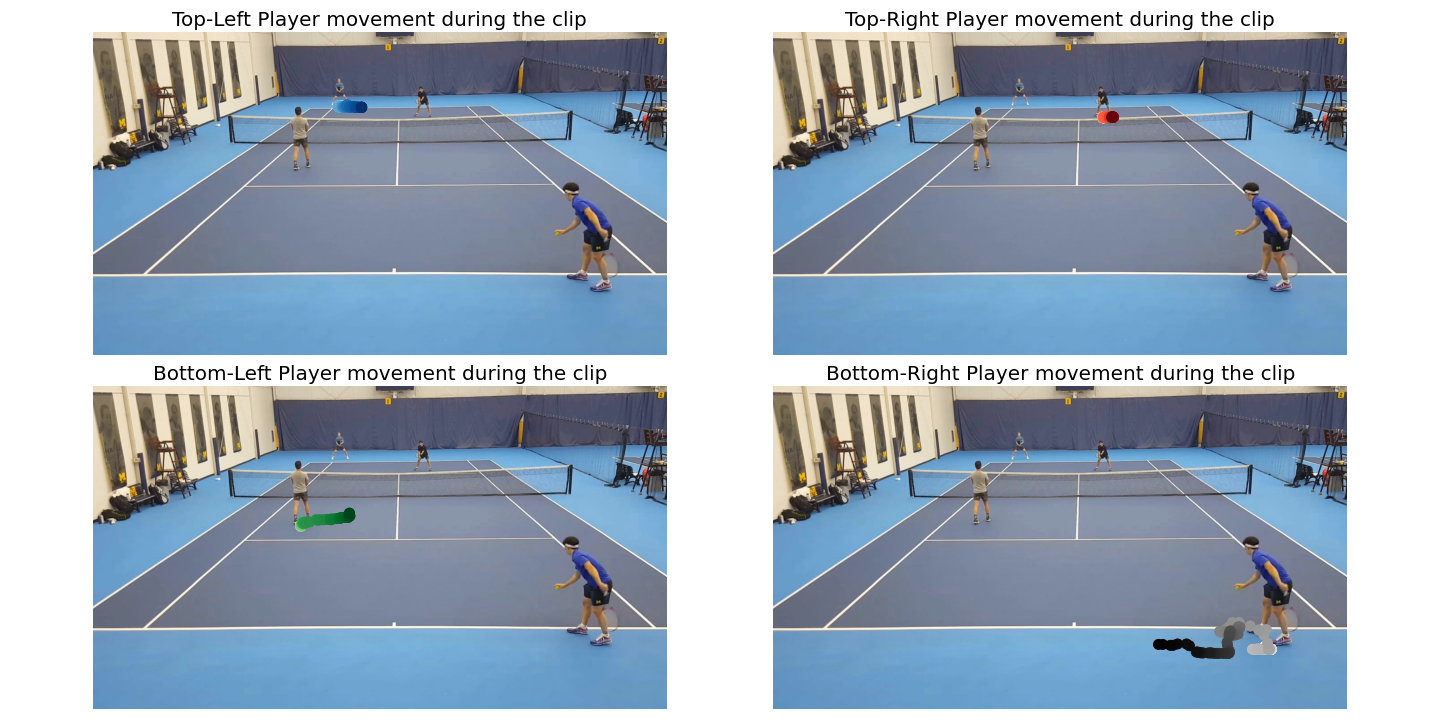 Top-Left Player movement during the clip
Top-Right Player movement during the clip
Bottom-Left Player movement during the clip
Bottom-Right Player movement during the clip